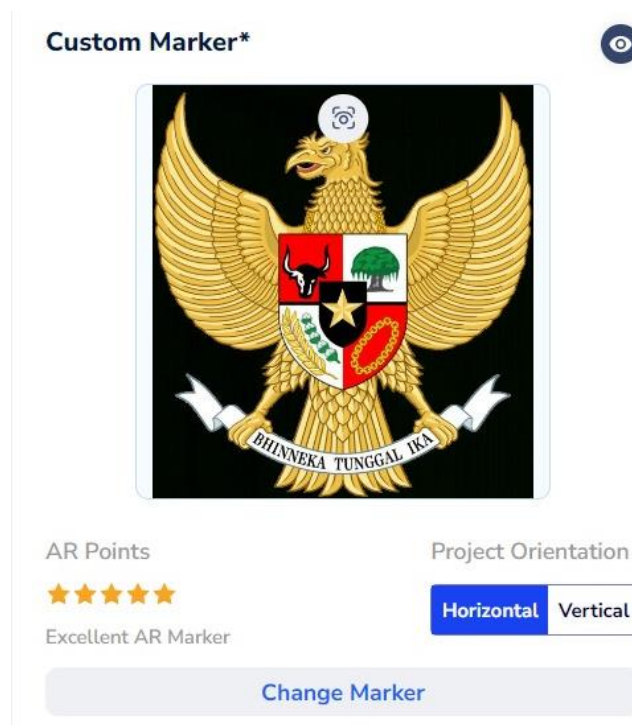 Custom Marker*
BHINNEKA TUNGGAL IKA
AR Points
Project Orientation
Horizontal
Vertical
Excellent AR Marker
Change Marker